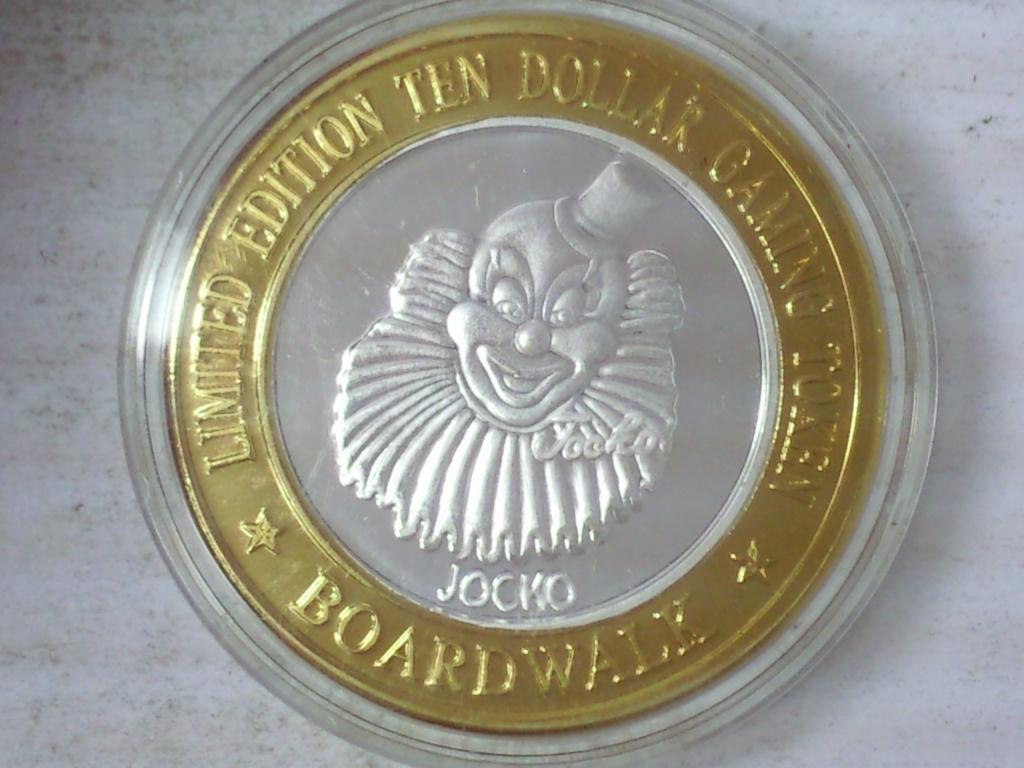 LIMITED EDITION TEN DOLLAR GAMING TOKEN
Jocko
JOCKO
BOARDWALK